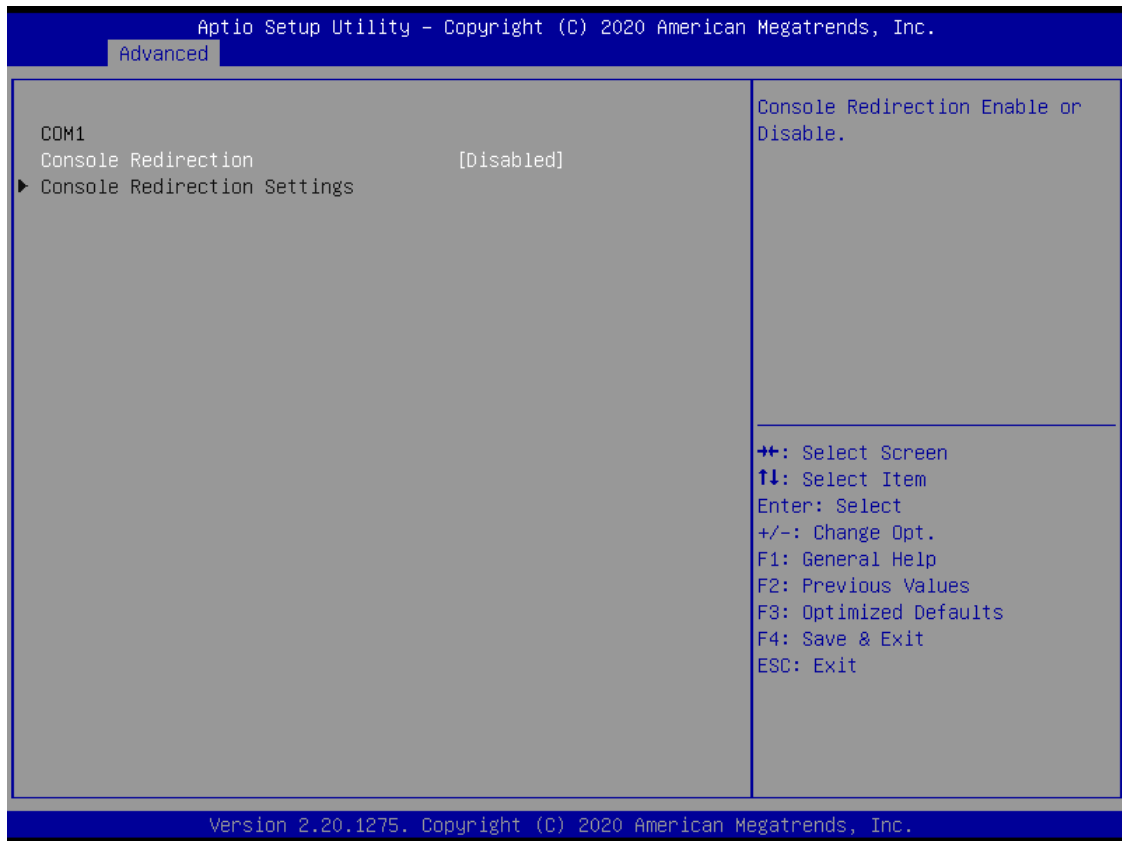 Aptio Setup Utility – Copyright (C) 2020 American Megatrends, Inc.
Advanced
COM1
Console Redirection [Disabled]
▶ Console Redirection Settings
Console Redirection Enable or
Disable.
→←: Select Screen
↑↓: Select Item
Enter: Select
+/-: Change Opt.
F1: General Help
F2: Previous Values
F3: Optimized Defaults
F4: Save & Exit
ESC: Exit
Version 2.20.1275. Copyright (C) 2020 American Megatrends, Inc.